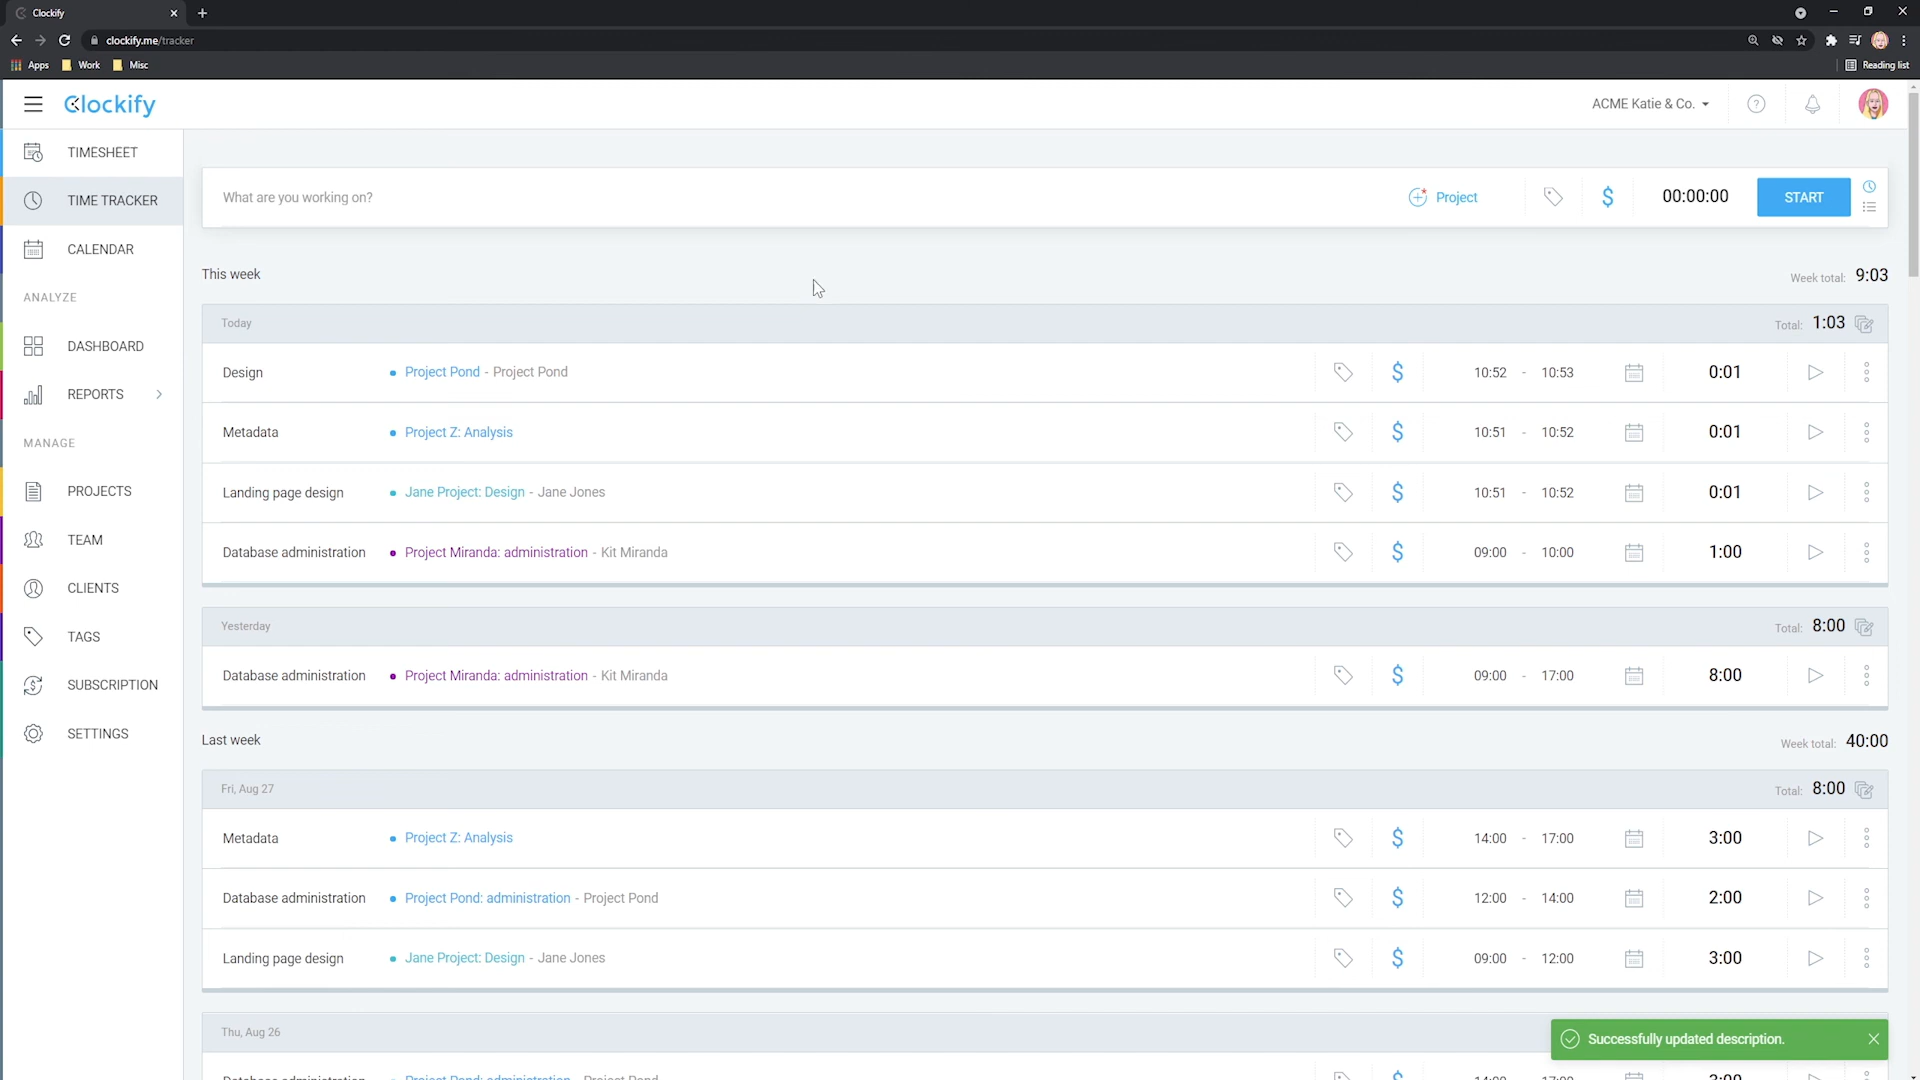 Clockify
clockify.me/tracker
Apps Work Misc Reading list
Clockify ACME Katie & Co.
TIMESHEET
TIME TRACKER
CALENDAR
ANALYZE
DASHBOARD
REPORTS
MANAGE
PROJECTS
TEAM
CLIENTS
TAGS
SUBSCRIPTION
SETTINGS
What are you working on? Project $ 00:00:00 START
This week Week total: 9:03
Today Total: 1:03
Design • Project Pond - Project Pond $ 10:52 - 10:53 0:01
Metadata • Project Z: Analysis $ 10:51 - 10:52 0:01
Landing page design • Jane Project: Design - Jane Jones $ 10:51 - 10:52 0:01
Database administration • Project Miranda: administration - Kit Miranda $ 09:00 - 10:00 1:00
Yesterday Total: 8:00
Database administration • Project Miranda: administration - Kit Miranda $ 09:00 - 17:00 8:00
Last week Week total: 40:00
Fri, Aug 27 Total: 8:00
Metadata • Project Z: Analysis $ 14:00 - 17:00 3:00
Database administration • Project Pond: administration - Project Pond $ 12:00 - 14:00 2:00
Landing page design • Jane Project: Design - Jane Jones $ 09:00 - 12:00 3:00
Thu, Aug 26
Successfully updated description.
Database administration Project Pond: administration - Project Pond 14:00 - 17:00 3:00